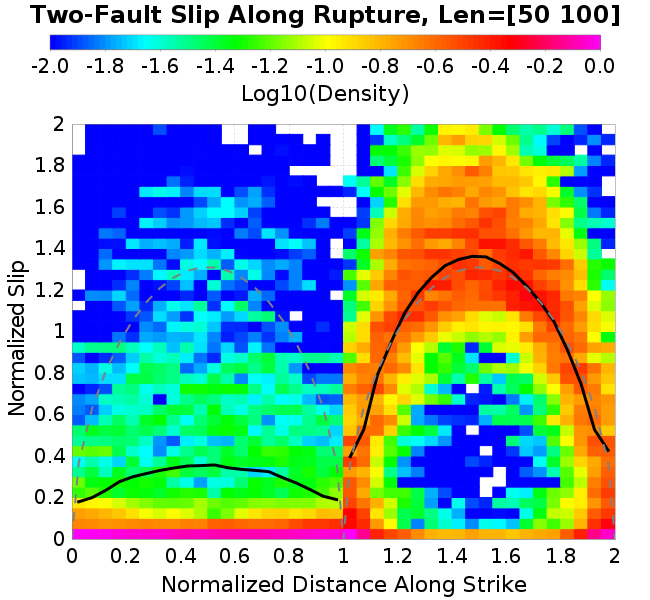 Two-Fault Slip Along Rupture, Len=[50 100]
-2.0 -1.8 -1.6 -1.4 -1.2 -1.0 -0.8 -0.6 -0.4 -0.2 0.0
Log10(Density)
2
1.8
1.6
1.4
1.2
1
0.8
0.6
0.4
0.2
0
Normalized Slip
0 0.2 0.4 0.6 0.8 1 1.2 1.4 1.6 1.8 2
Normalized Distance Along Strike